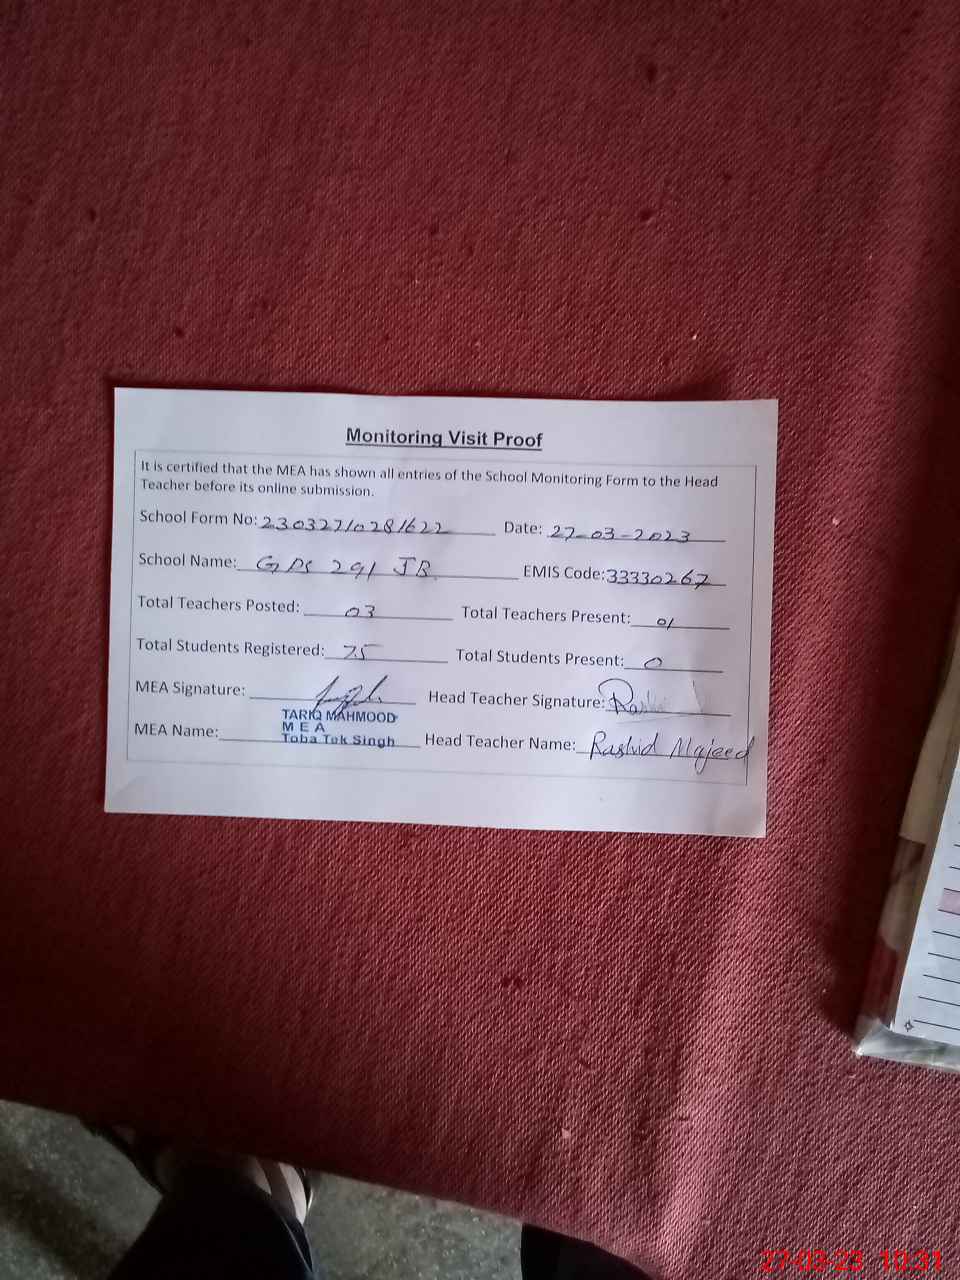 Monitoring Visit Proof
It is certified that the MEA has shown all entries of the School Monitoring Form to the Head
Teacher before its online submission.
School Form No: 23032710281622 Date: 27-03-2023
School Name: GPS 291 JB EMIS Code: 33330267
Total Teachers Posted: 03 Total Teachers Present: 01
Total Students Registered: 75 Total Students Present: 0
MEA Signature: Head Teacher Signature:
TARIQ MAHMOOD
M E A
MEA Name: Toba Tek Singh Head Teacher Name: Rashid Majeed
27-03-23 10:31